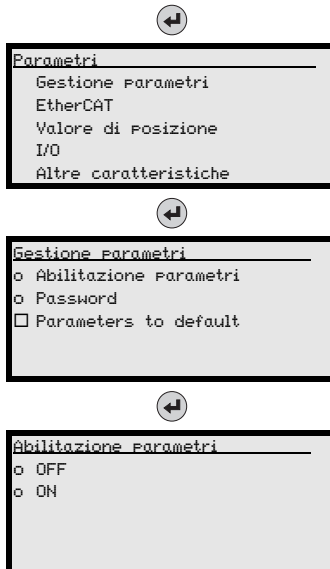 Parametri
Gestione parametri
EtherCAT
Valore di posizione
I/O
Altre caratteristiche
Gestione parametri
o Abilitazione parametri
o Password
☐ Parameters to default
Abilitazione parametri
o OFF
o ON